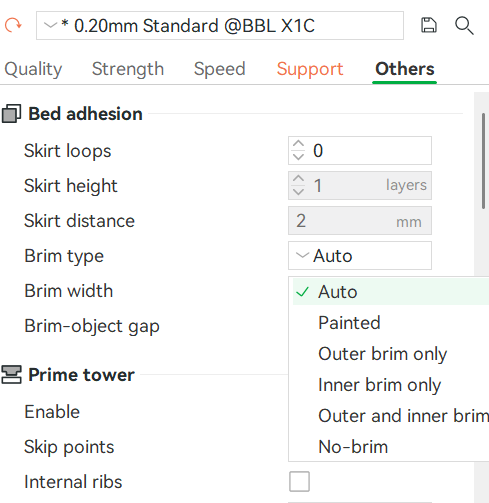 * 0.20mm Standard @BBL X1C
Quality Strength Speed Support Others
Bed adhesion
Skirt loops 0
Skirt height 1 layers
Skirt distance 2 mm
Brim type Auto
Brim width Auto
Painted
Brim-object gap
Outer brim only
Prime tower
Inner brim only
Enable Outer and inner brim
Skip points No-brim
Internal ribs